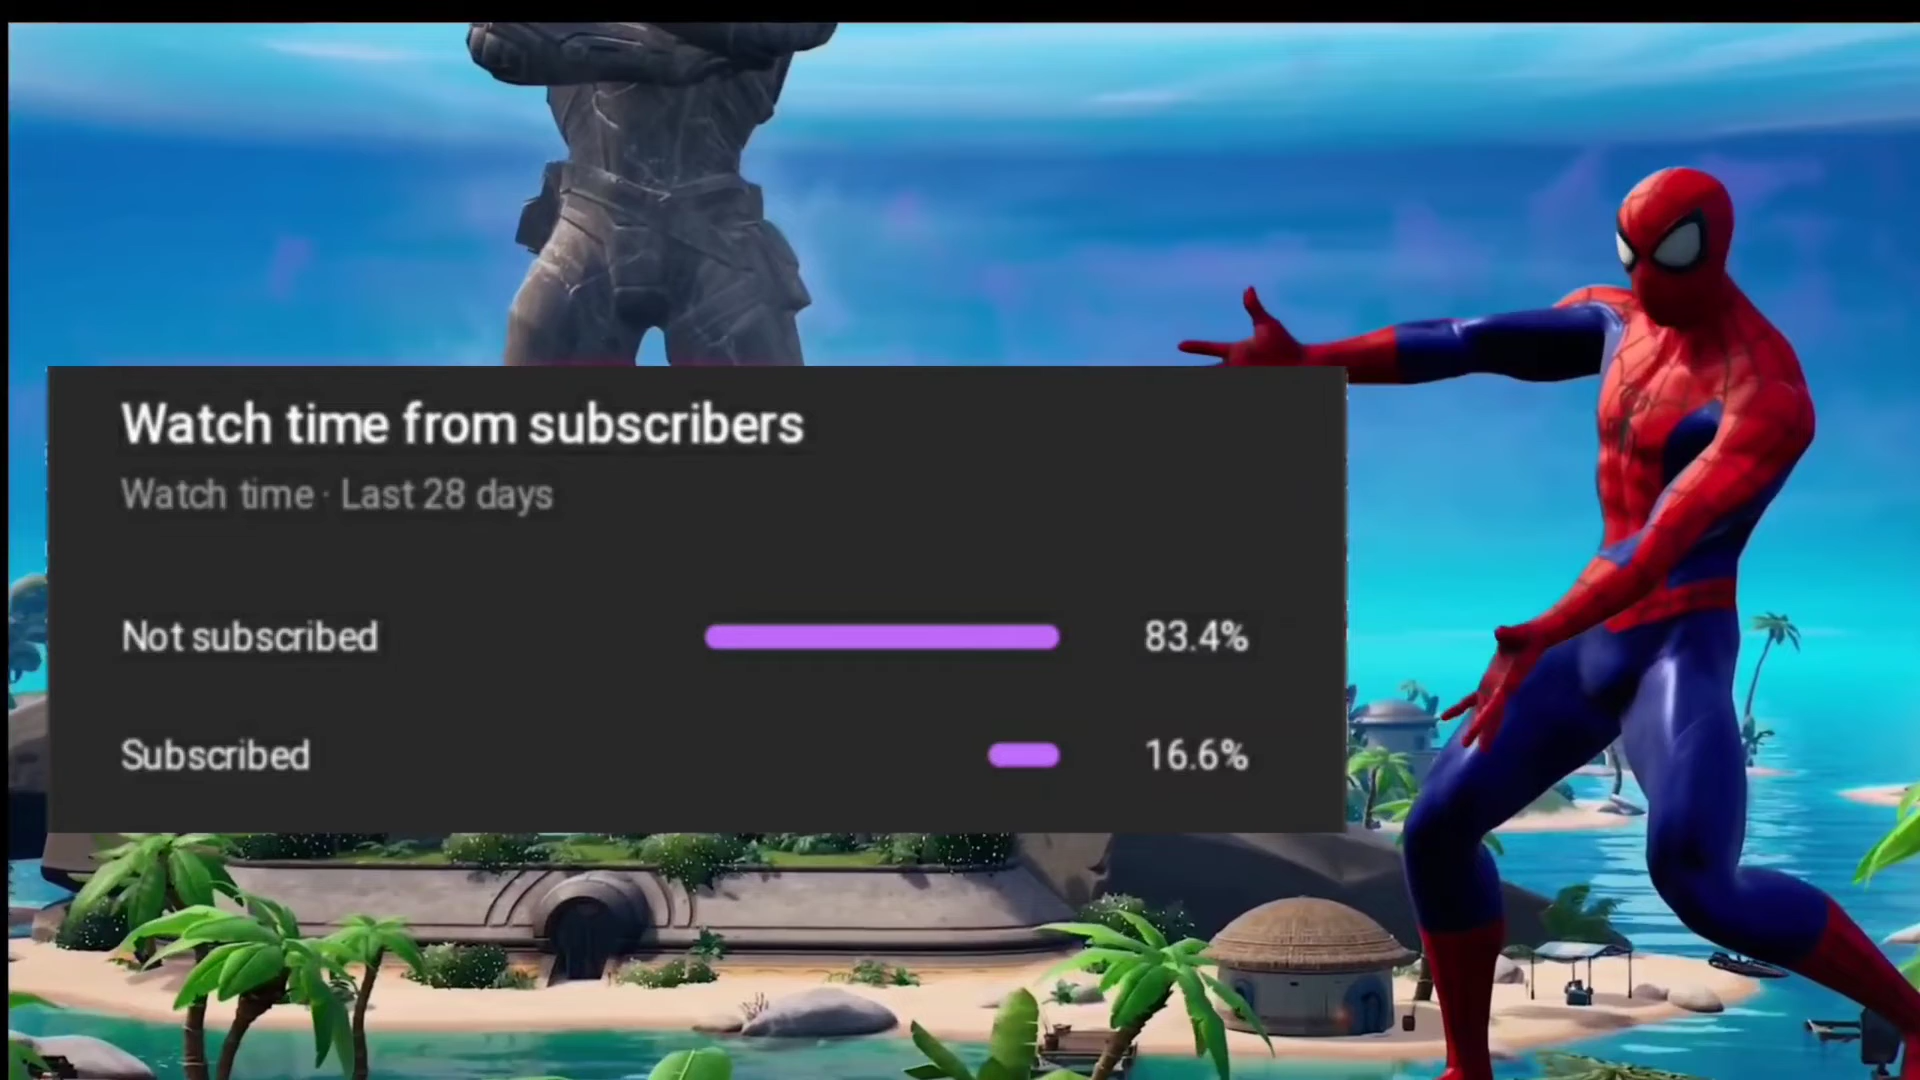 Watch time from subscribers
Watch time · Last 28 days
Not subscribed 83.4%
Subscribed 16.6%